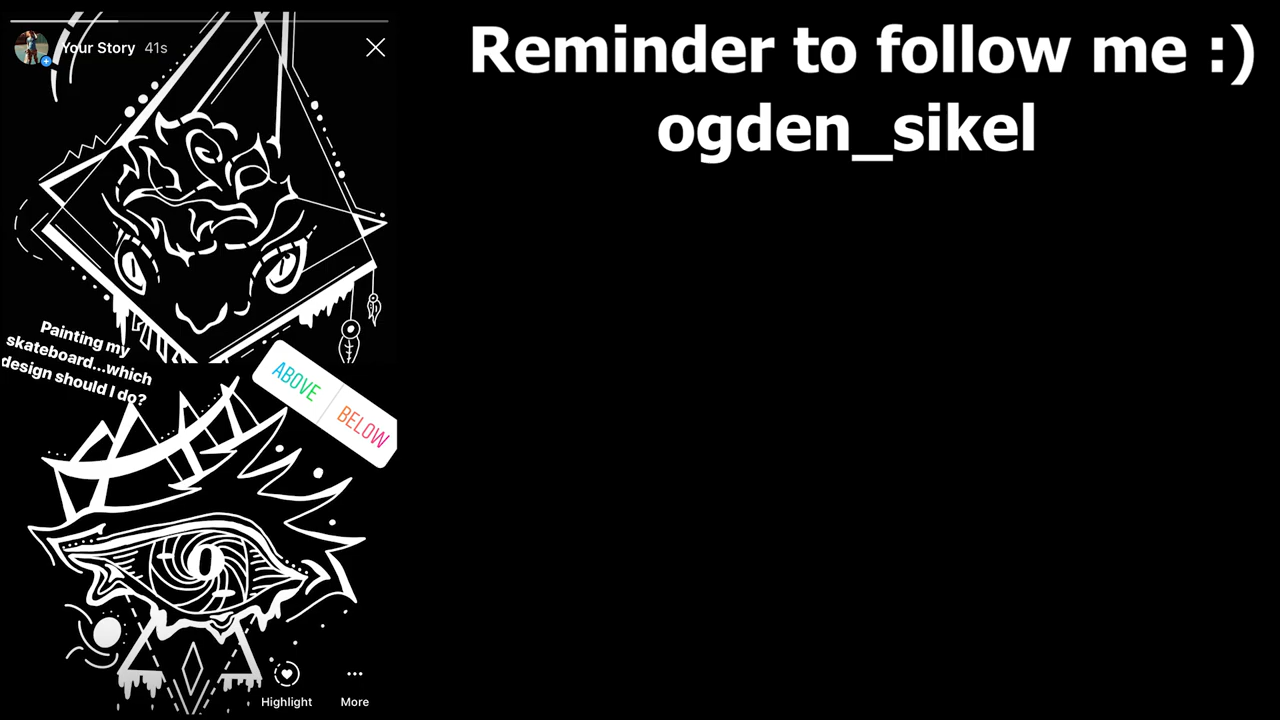 Your Story 41s
Reminder to follow me :)
ogden_sikel
Painting my
skateboard...which
design should I do?
ABOVE
BELOW
Highlight
More